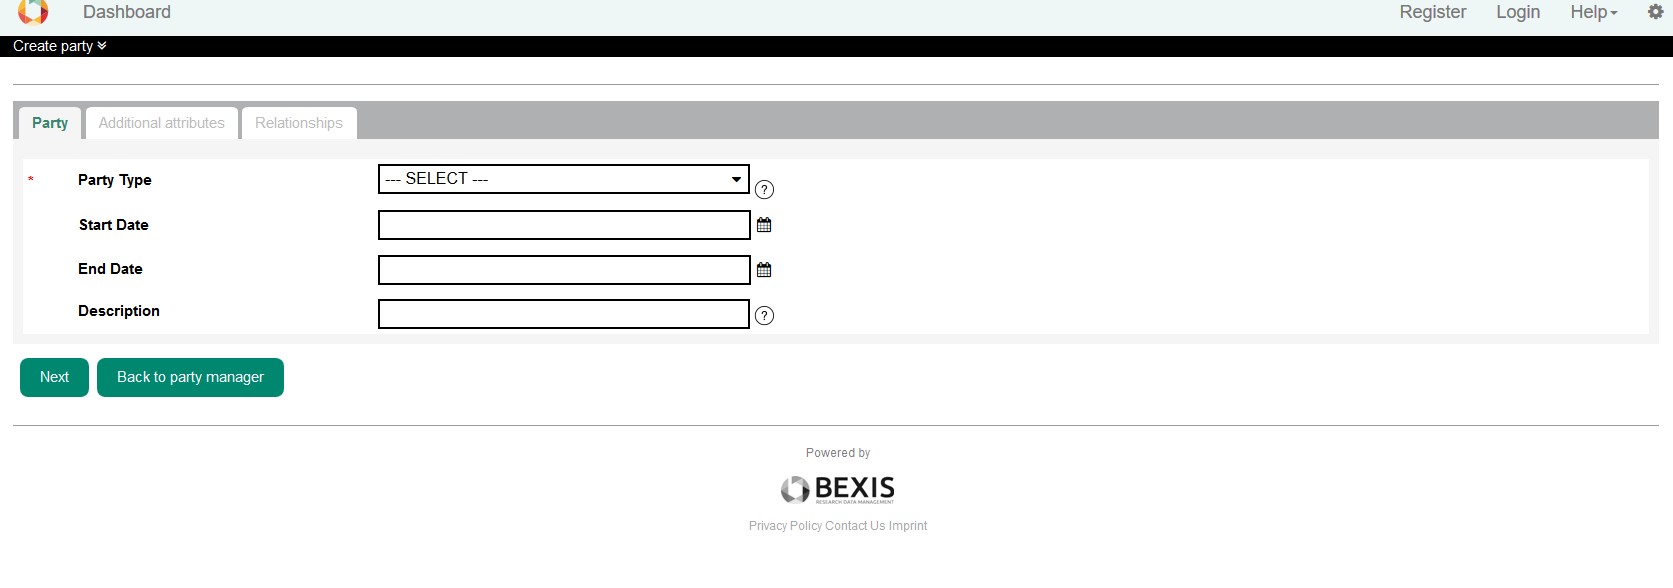 Dashboard Register Login Help
Create party
Party Additional attributes Relationships
* Party Type --- SELECT --- ?
Start Date
End Date
Description ?
Next Back to party manager
Powered by
BEXIS
RESEARCH DATA MANAGEMENT
Privacy Policy Contact Us Imprint